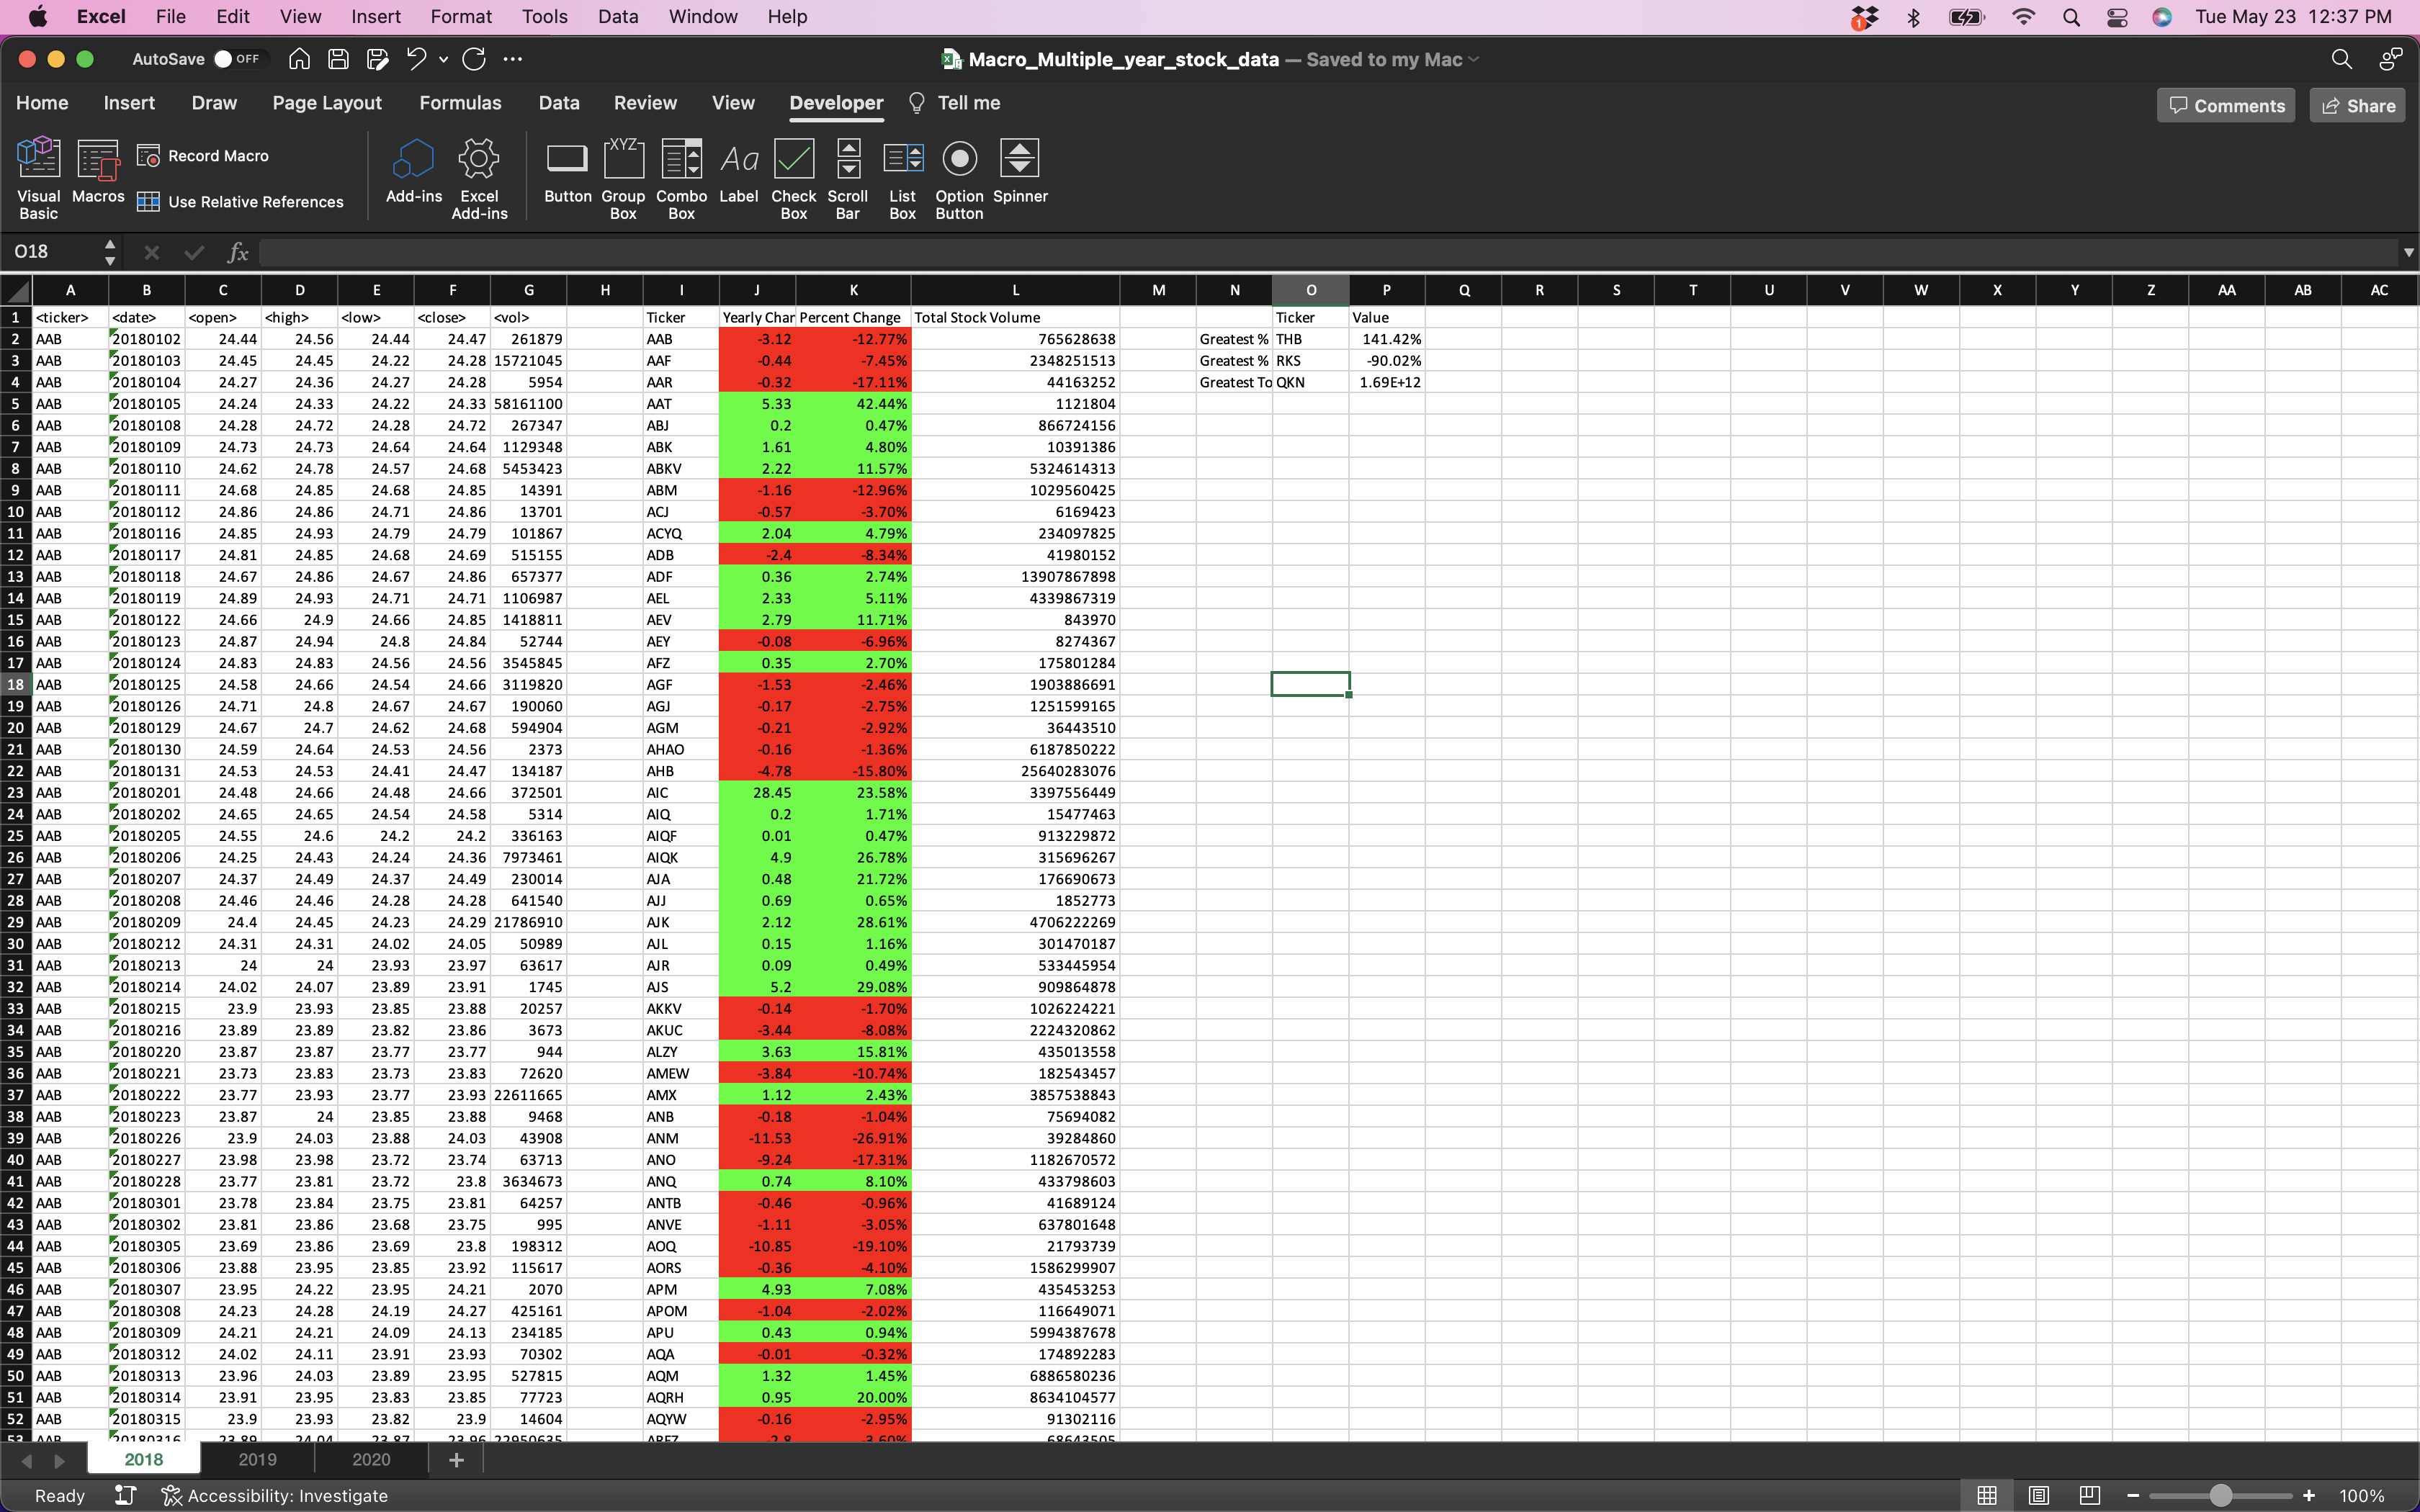 Excel File Edit View Insert Format Tools Data Window Help 1 Tue May 23 12:37 PM
AutoSave OFF Macro_Multiple_year_stock_data — Saved to my Mac
Home Insert Draw Page Layout Formulas Data Review View Developer Tell me Comments Share
Visual Basic Macros Record Macro Use Relative References Add-ins Excel Add-ins Button XYZ Group Box Combo Box Aa Label Check Box Scroll Bar List Box Option Button Spinner
O18 fx
A B C D E F G H I J K L M N O P Q R S T U V W X Y Z AA AB AC
1 <ticker> <date> <open> <high> <low> <close> <vol> Ticker Yearly Char Percent Change Total Stock Volume Ticker Value
2 AAB 20180102 24.44 24.56 24.44 24.47 261879 AAB -3.12 -12.77% 765628638 Greatest % THB 141.42%
3 AAB 20180103 24.45 24.45 24.22 24.28 15721045 AAF -0.44 -7.45% 2348251513 Greatest % RKS -90.02%
4 AAB 20180104 24.27 24.36 24.27 24.28 5954 AAR -0.32 -17.11% 44163252 Greatest To QKN 1.69E+12
5 AAB 20180105 24.24 24.33 24.22 24.33 58161100 AAT 5.33 42.44% 1121804
6 AAB 20180108 24.28 24.72 24.28 24.72 267347 ABJ 0.2 0.47% 866724156
7 AAB 20180109 24.73 24.73 24.64 24.64 1129348 ABK 1.61 4.80% 10391386
8 AAB 20180110 24.62 24.78 24.57 24.68 5453423 ABKV 2.22 11.57% 5324614313
9 AAB 20180111 24.68 24.85 24.68 24.85 14391 ABM -1.16 -12.96% 1029560425
10 AAB 20180112 24.86 24.86 24.71 24.86 13701 ACJ -0.57 -3.70% 6169423
11 AAB 20180116 24.85 24.93 24.79 24.79 101867 ACYQ 2.04 4.79% 234097825
12 AAB 20180117 24.81 24.85 24.68 24.69 515155 ADB -2.4 -8.34% 41980152
13 AAB 20180118 24.67 24.86 24.67 24.86 657377 ADF 0.36 2.74% 13907867898
14 AAB 20180119 24.89 24.93 24.71 24.71 1106987 AEL 2.33 5.11% 4339867319
15 AAB 20180122 24.66 24.9 24.66 24.85 1418811 AEV 2.79 11.71% 843970
16 AAB 20180123 24.87 24.94 24.8 24.84 52744 AEY -0.08 -6.96% 8274367
17 AAB 20180124 24.83 24.83 24.56 24.56 3545845 AFZ 0.35 2.70% 175801284
18 AAB 20180125 24.58 24.66 24.54 24.66 3119820 AGF -1.53 -2.46% 1903886691
19 AAB 20180126 24.71 24.8 24.67 24.67 190060 AGJ -0.17 -2.75% 1251599165
20 AAB 20180129 24.67 24.7 24.62 24.68 594904 AGM -0.21 -2.92% 36443510
21 AAB 20180130 24.59 24.64 24.53 24.56 2373 AHAO -0.16 -1.36% 6187850222
22 AAB 20180131 24.53 24.53 24.41 24.47 134187 AHB -4.78 -15.80% 25640283076
23 AAB 20180201 24.48 24.66 24.48 24.66 372501 AIC 28.45 23.58% 3397556449
24 AAB 20180202 24.65 24.65 24.54 24.58 5314 AIQ 0.2 1.71% 15477463
25 AAB 20180205 24.55 24.6 24.2 24.2 336163 AIQF 0.01 0.47% 913229872
26 AAB 20180206 24.25 24.43 24.24 24.36 7973461 AIQK 4.9 26.78% 315696267
27 AAB 20180207 24.37 24.49 24.37 24.49 230014 AJA 0.48 21.72% 176690673
28 AAB 20180208 24.46 24.46 24.28 24.28 641540 AJJ 0.69 0.65% 1852773
29 AAB 20180209 24.4 24.45 24.23 24.29 21786910 AJK 2.12 28.61% 4706222269
30 AAB 20180212 24.31 24.31 24.02 24.05 50989 AJL 0.15 1.16% 301470187
31 AAB 20180213 24 24 23.93 23.97 63617 AJR 0.09 0.49% 533445954
32 AAB 20180214 24.02 24.07 23.89 23.91 1745 AJS 5.2 29.08% 909864878
33 AAB 20180215 23.9 23.93 23.85 23.88 20257 AKKV -0.14 -1.70% 1026224221
34 AAB 20180216 23.89 23.89 23.82 23.86 3673 AKUC -3.44 -8.08% 2224320862
35 AAB 20180220 23.87 23.87 23.77 23.77 944 ALZY 3.63 15.81% 435013558
36 AAB 20180221 23.73 23.83 23.73 23.83 72620 AMEW -3.84 -10.74% 182543457
37 AAB 20180222 23.77 23.93 23.77 23.93 22611665 AMX 1.12 2.43% 3857538843
38 AAB 20180223 23.87 24 23.85 23.88 9468 ANB -0.18 -1.04% 75694082
39 AAB 20180226 23.9 24.03 23.88 24.03 43908 ANM -11.53 -26.91% 39284860
40 AAB 20180227 23.98 23.98 23.72 23.74 63713 ANO -9.24 -17.31% 1182670572
41 AAB 20180228 23.77 23.81 23.72 23.8 3634673 ANQ 0.74 8.10% 433798603
42 AAB 20180301 23.78 23.84 23.75 23.81 64257 ANTB -0.46 -0.96% 41689124
43 AAB 20180302 23.81 23.86 23.68 23.75 995 ANVE -1.11 -3.05% 637801648
44 AAB 20180305 23.69 23.86 23.69 23.8 198312 AOQ -10.85 -19.10% 21793739
45 AAB 20180306 23.88 23.95 23.85 23.92 115617 AORS -0.36 -4.10% 1586299907
46 AAB 20180307 23.95 24.22 23.95 24.21 2070 APM 4.93 7.08% 435453253
47 AAB 20180308 24.23 24.28 24.19 24.27 425161 APOM -1.04 -2.02% 116649071
48 AAB 20180309 24.21 24.21 24.09 24.13 234185 APU 0.43 0.94% 5994387678
49 AAB 20180312 24.02 24.11 23.91 23.93 70302 AQA -0.01 -0.32% 174892283
50 AAB 20180313 23.96 24.03 23.89 23.95 527815 AQM 1.32 1.45% 6886580236
51 AAB 20180314 23.91 23.95 23.83 23.85 77723 AQRH 0.95 20.00% 8634104577
52 AAB 20180315 23.9 23.93 23.82 23.9 14604 AQYW -0.16 -2.95% 91302116
53 AAB 20180316 23.89 24.04 23.87 23.96 22950635 -2.8 -3.60% 68643505
2018 2019 2020 +
Ready Accessibility: Investigate − + 100%